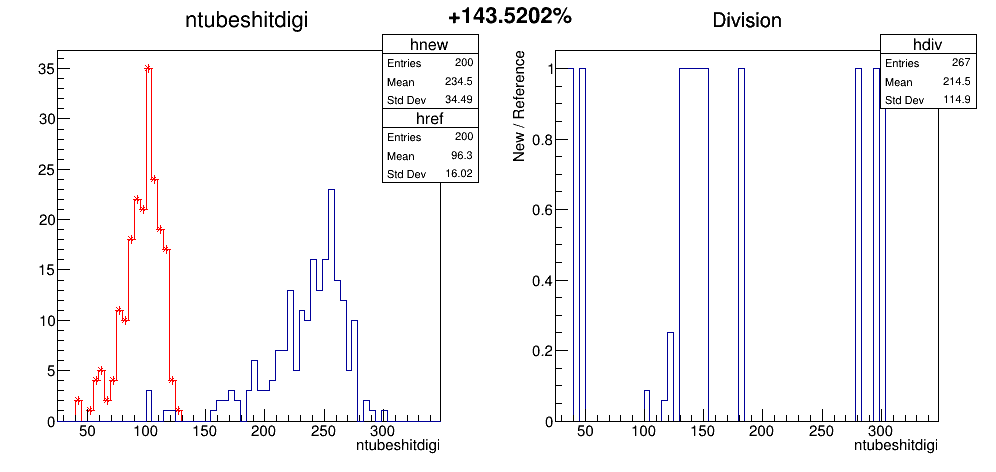 +143.5202%
ntubeshitdigi
hnew
Entries 200
Mean 234.5
Std Dev 34.49
href
Entries 200
Mean 96.3
Std Dev 16.02
35
30
25
20
15
10
5
0
50 100 150 200 250 300
ntubeshitdigi
Division
hdiv
Entries 267
Mean 214.5
Std Dev 114.9
New / Reference
1
0.8
0.6
0.4
0.2
0
50 100 150 200 250 300
ntubeshitdigi